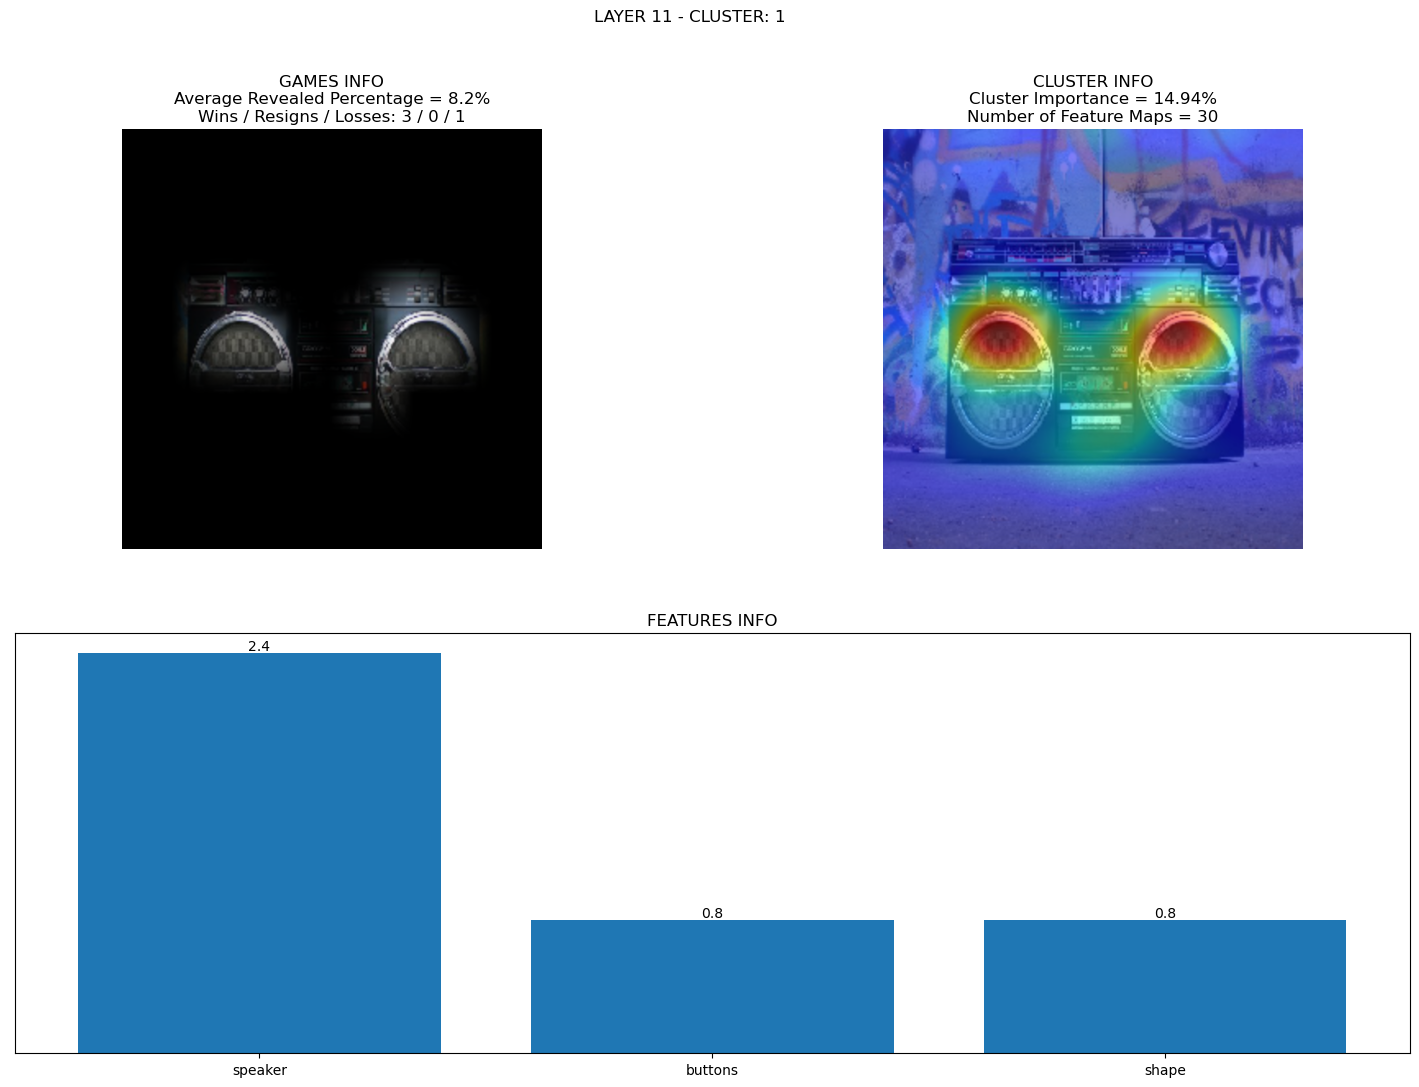 LAYER 11 - CLUSTER: 1
GAMES INFO
Average Revealed Percentage = 8.2%
Wins / Resigns / Losses: 3 / 0 / 1
CLUSTER INFO
Cluster Importance = 14.94%
Number of Feature Maps = 30
EVIN
ECH
FEATURES INFO
2.4
0.8
0.8
speaker
buttons
shape